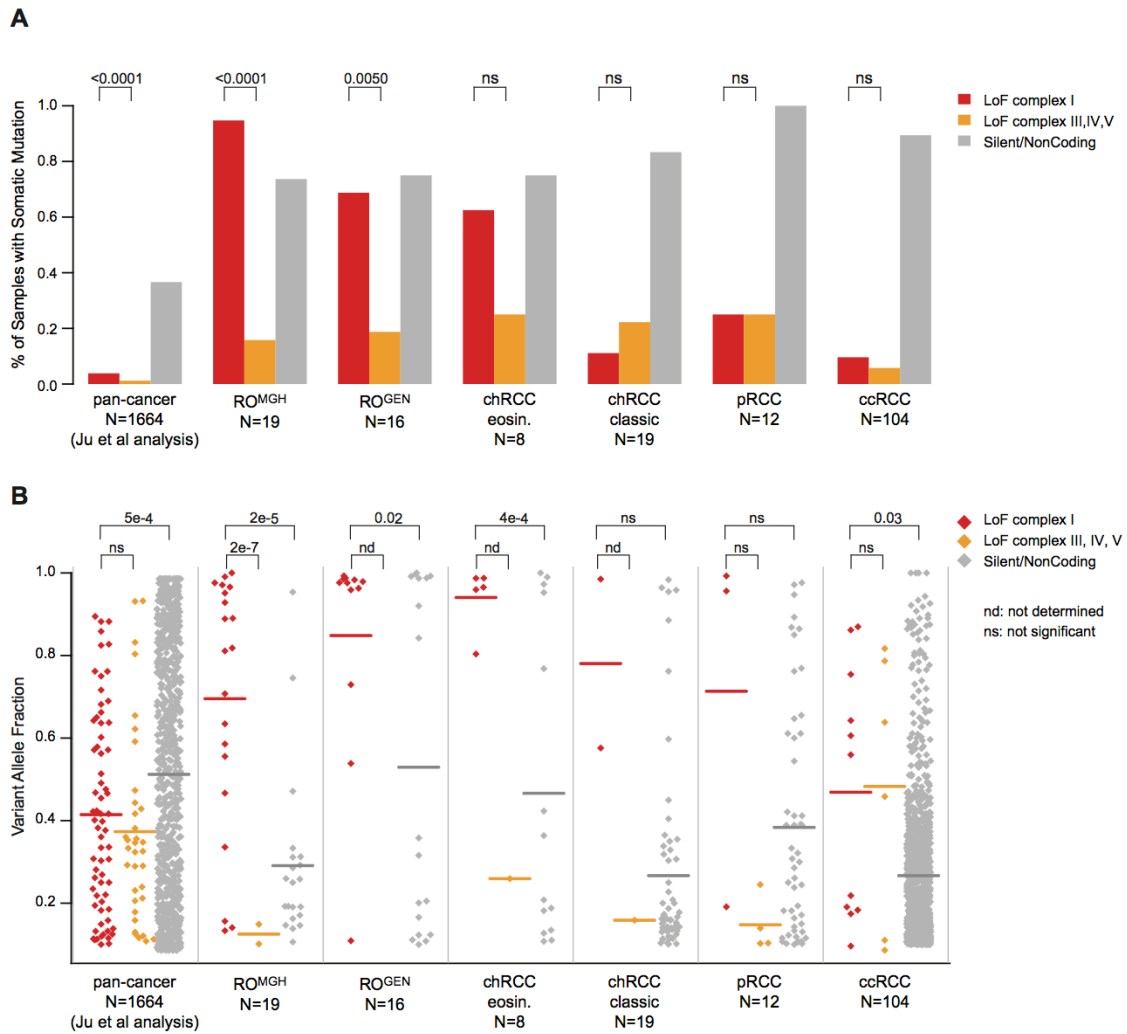 A
<0.0001
<0.0001
0.0050
ns
ns
ns
ns
LoF complex I
LoF complex III,IV,V
Silent/NonCoding
% of Samples with Somatic Mutation
1.0
0.8
0.6
0.4
0.2
0.0
pan-cancer
N=1664
(Ju et al analysis)
RO^MGH
N=19
RO^GEN
N=16
chRCC
eosin.
N=8
chRCC
classic
N=19
pRCC
N=12
ccRCC
N=104
B
5e-4
ns
2e-5
2e-7
0.02
nd
4e-4
nd
ns
nd
ns
ns
0.03
ns
LoF complex I
LoF complex III, IV, V
Silent/NonCoding
nd: not determined
ns: not significant
Variant Allele Fraction
1.0
0.8
0.6
0.4
0.2
pan-cancer
N=1664
(Ju et al analysis)
RO^MGH
N=19
RO^GEN
N=16
chRCC
eosin.
N=8
chRCC
classic
N=19
pRCC
N=12
ccRCC
N=104